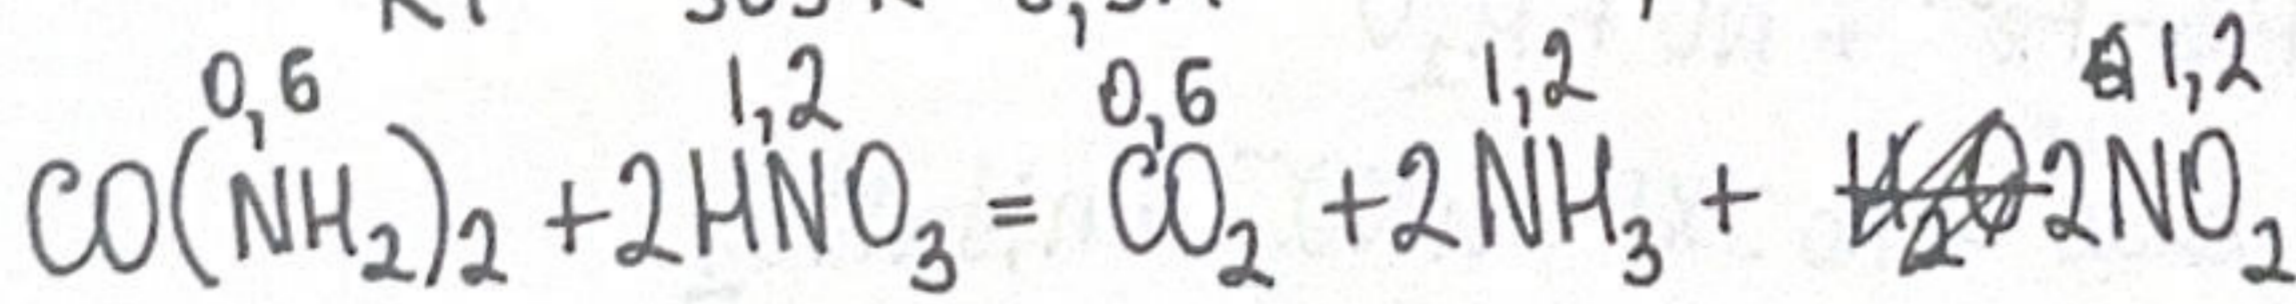 0,6 1,2 0,6 1,2 1,2
CO(NH₂)₂ + 2HNO₃ = CO₂ + 2NH₃ + 2NO₂